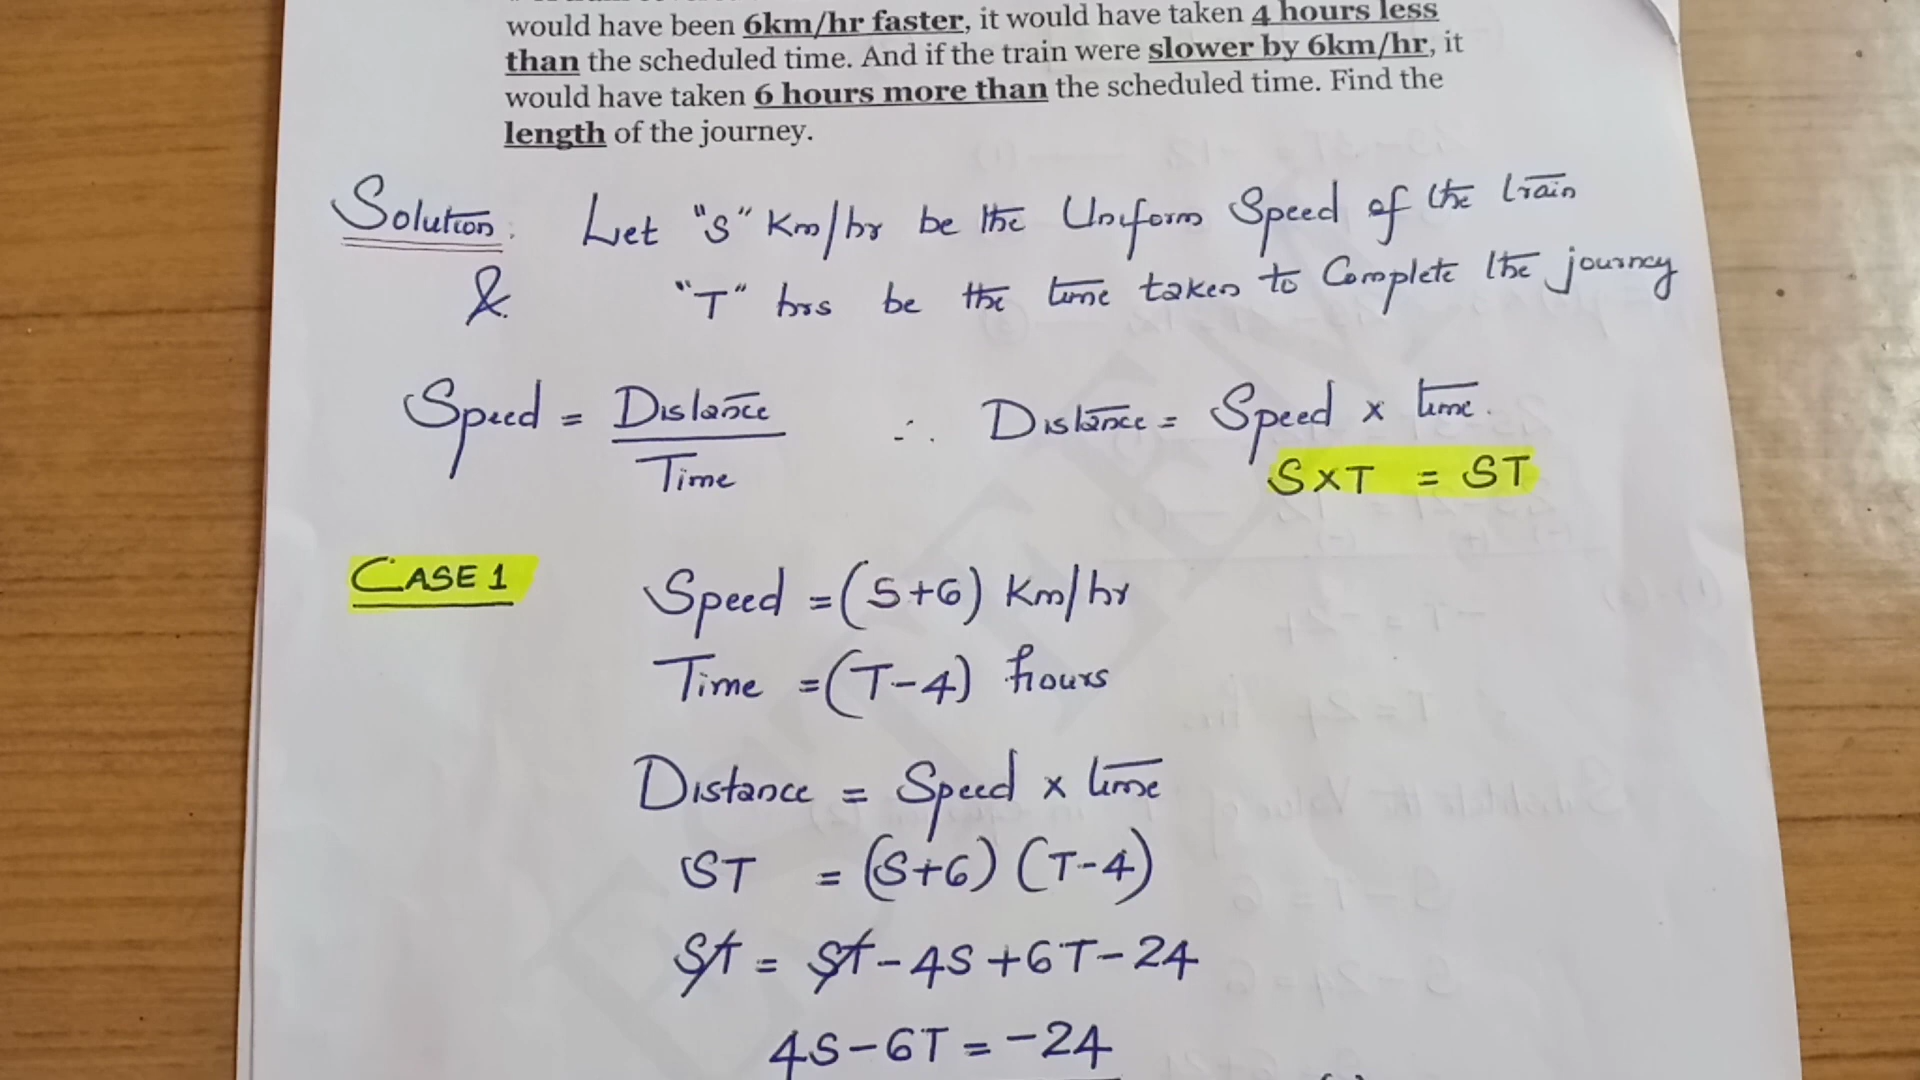 would have been 6km/hr faster, it would have taken 4 hours less
than the scheduled time. And if the train were slower by 6km/hr, it
would have taken 6 hours more than the scheduled time. Find the
length of the journey.
Solution: Let "S" Km/hr be the Uniform Speed of the train
& "T" hrs be the time taken to Complete the journey
Speed = Distance / Time ∴ Distance = Speed × time.
S×T = ST
CASE 1 Speed = (S+6) Km/hr
Time = (T-4) hours
Distance = Speed × time
ST = (S+6) (T-4)
ST = ST - 4S + 6T - 24
4S - 6T = -24